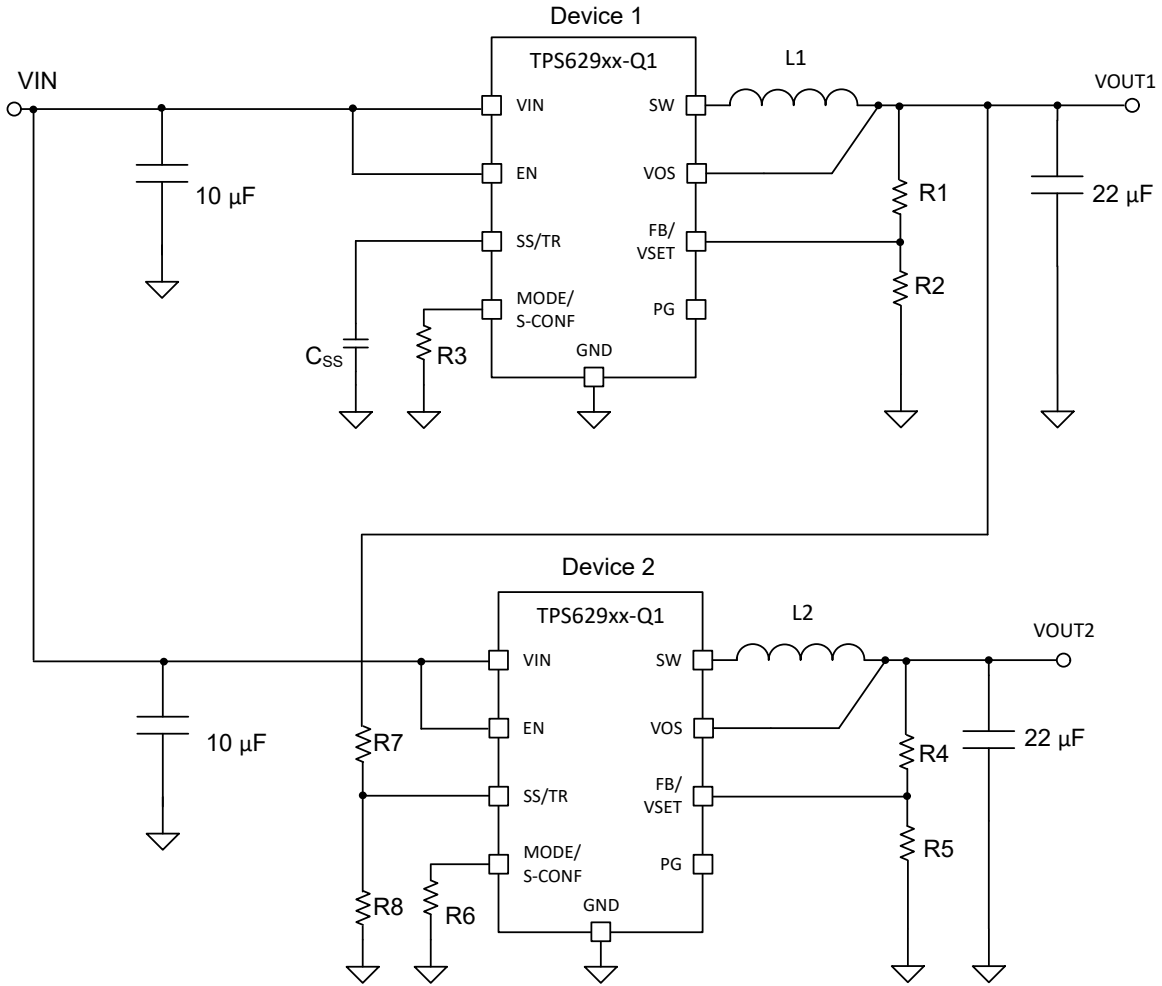 Device 1
TPS629xx-Q1
L1
VIN
VOUT1
VIN
SW
EN
VOS
10 µF
R1
22 µF
SS/TR
FB/
VSET
R2
MODE/
S-CONF
PG
CSS
R3
GND
Device 2
TPS629xx-Q1
L2
VOUT2
VIN
SW
EN
VOS
10 µF
R7
R4
22 µF
SS/TR
FB/
VSET
R5
MODE/
S-CONF
PG
R8
R6
GND